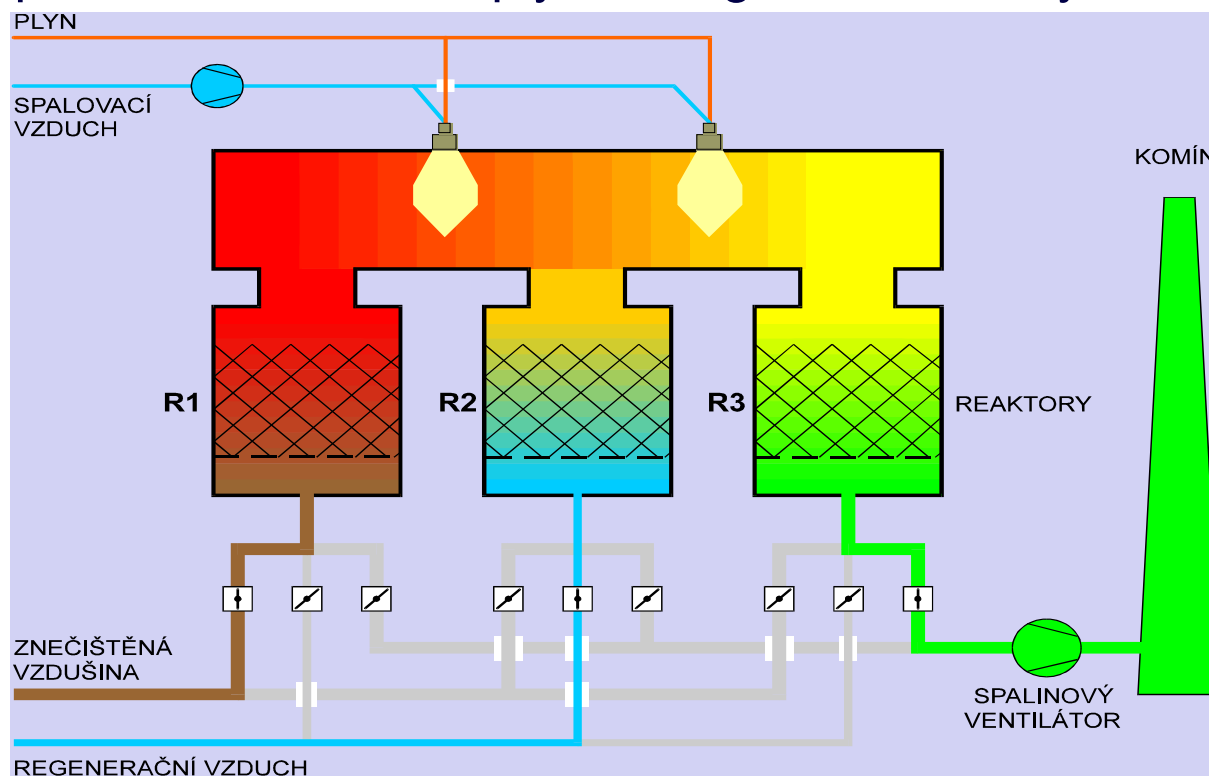 PLYN
SPALOVACÍ
VZDUCH
KOMÍN
R1
R2
R3
REAKTORY
ZNEČIŠTĚNÁ
VZDUŠINA
SPALINOVÝ
VENTILÁTOR
REGENERAČNÍ VZDUCH